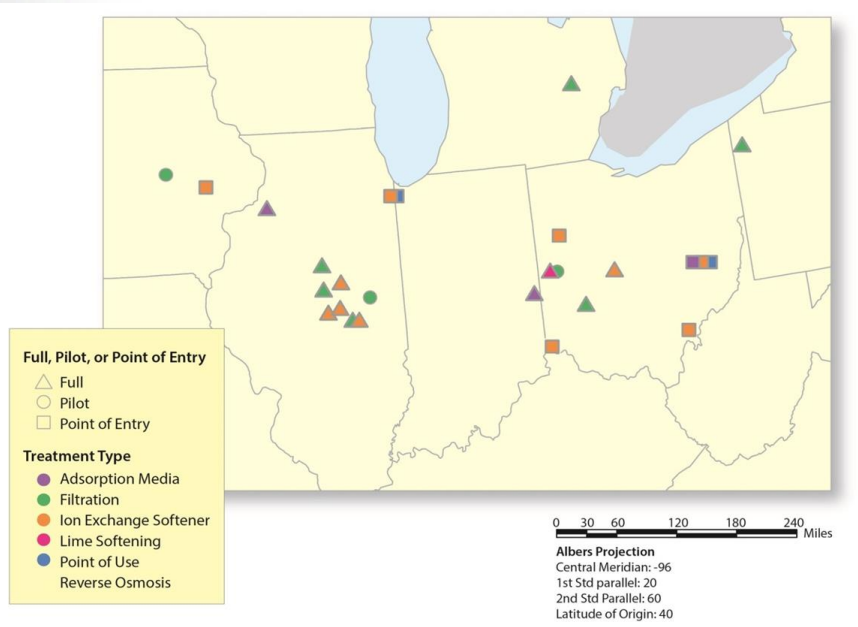 Full, Pilot, or Point of Entry
Full
Pilot
Point of Entry
Treatment Type
Adsorption Media
Filtration
Ion Exchange Softener
Lime Softening
Point of Use
Reverse Osmosis
0 30 60 120 180 240
Miles
Albers Projection
Central Meridian: -96
1st Std parallel: 20
2nd Std Parallel: 60
Latitude of Origin: 40